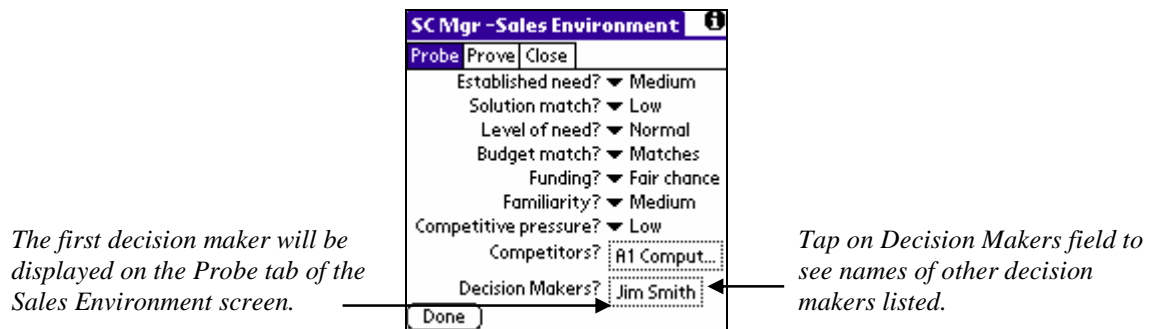 SC Mgr - Sales Environment
Probe Prove Close
Established need? Medium
Solution match? Low
Level of need? Normal
Budget match? Matches
Funding? Fair chance
Familiarity? Medium
Competitive pressure? Low
Competitors? A1 Comput...
Decision Makers? Jim Smith
Done
The first decision maker will be
displayed on the Probe tab of the
Sales Environment screen.
Tap on Decision Makers field to
see names of other decision
makers listed.